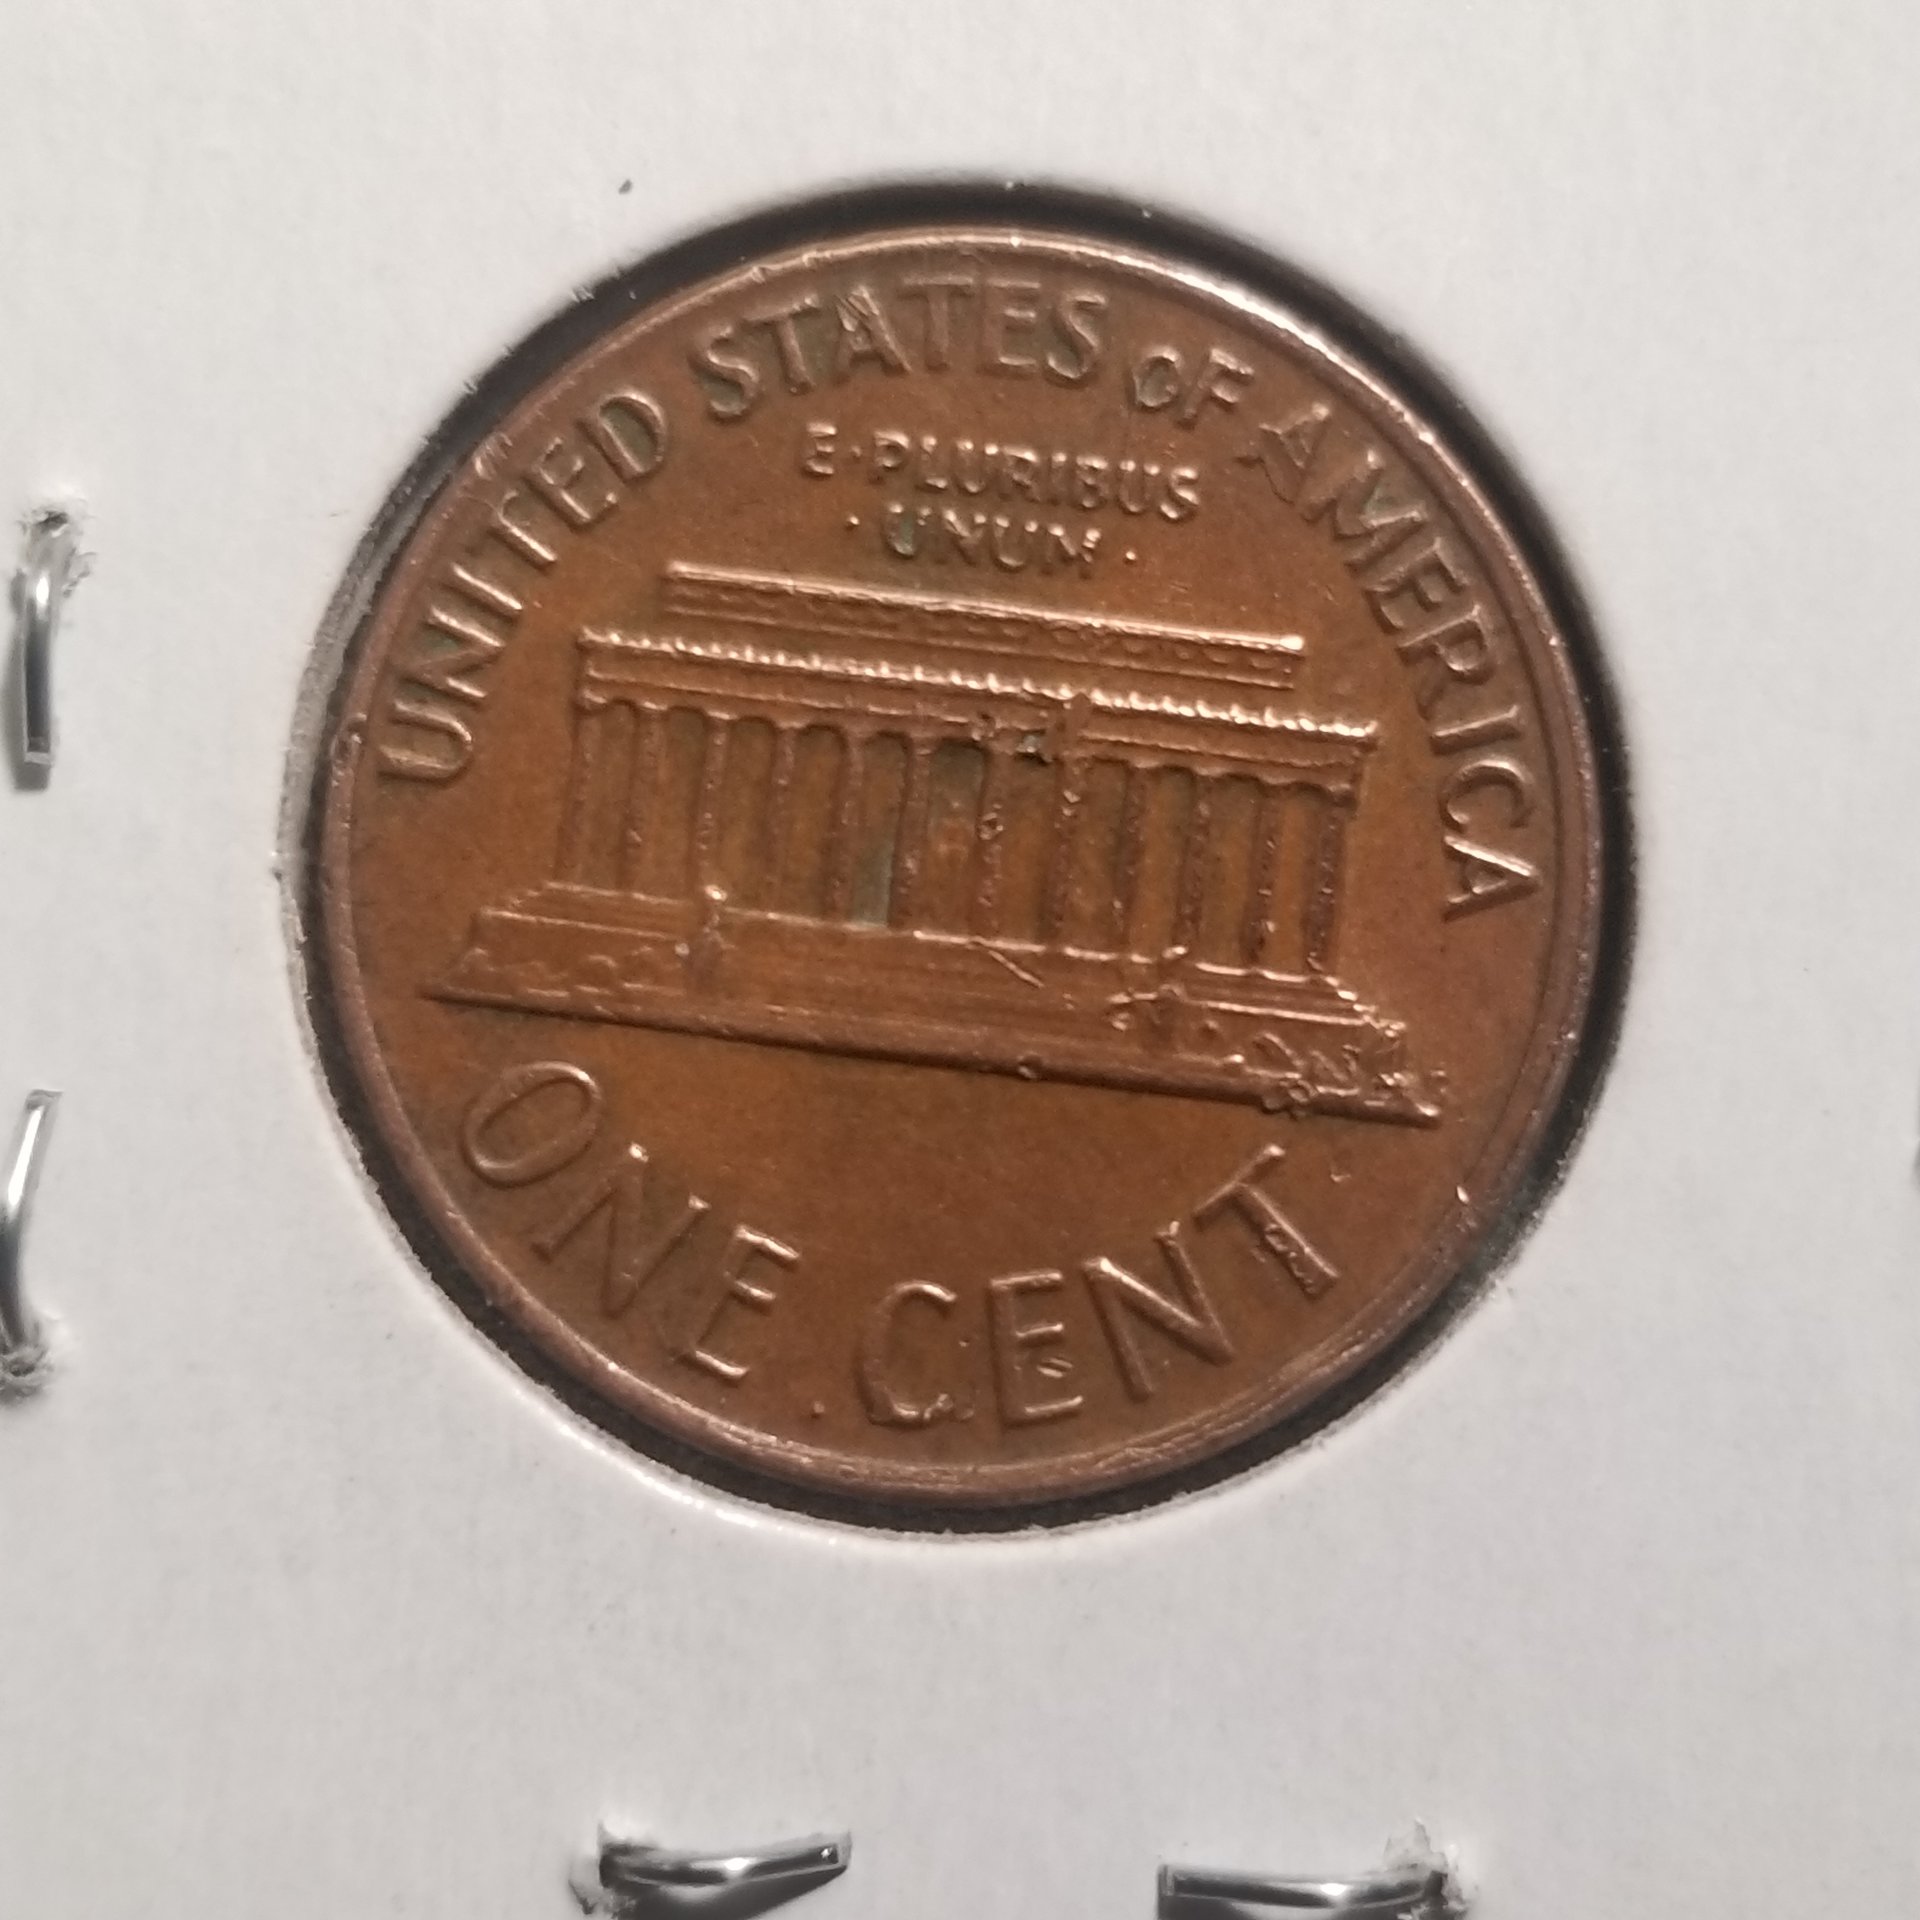 UNITED STATES OF AMERICA
E·PLURIBUS
·UNUM·
ONE CENT